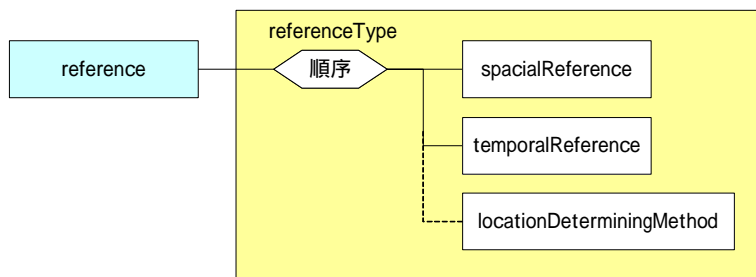 referenceType
reference
順序
spacialReference
temporalReference
locationDeterminingMethod